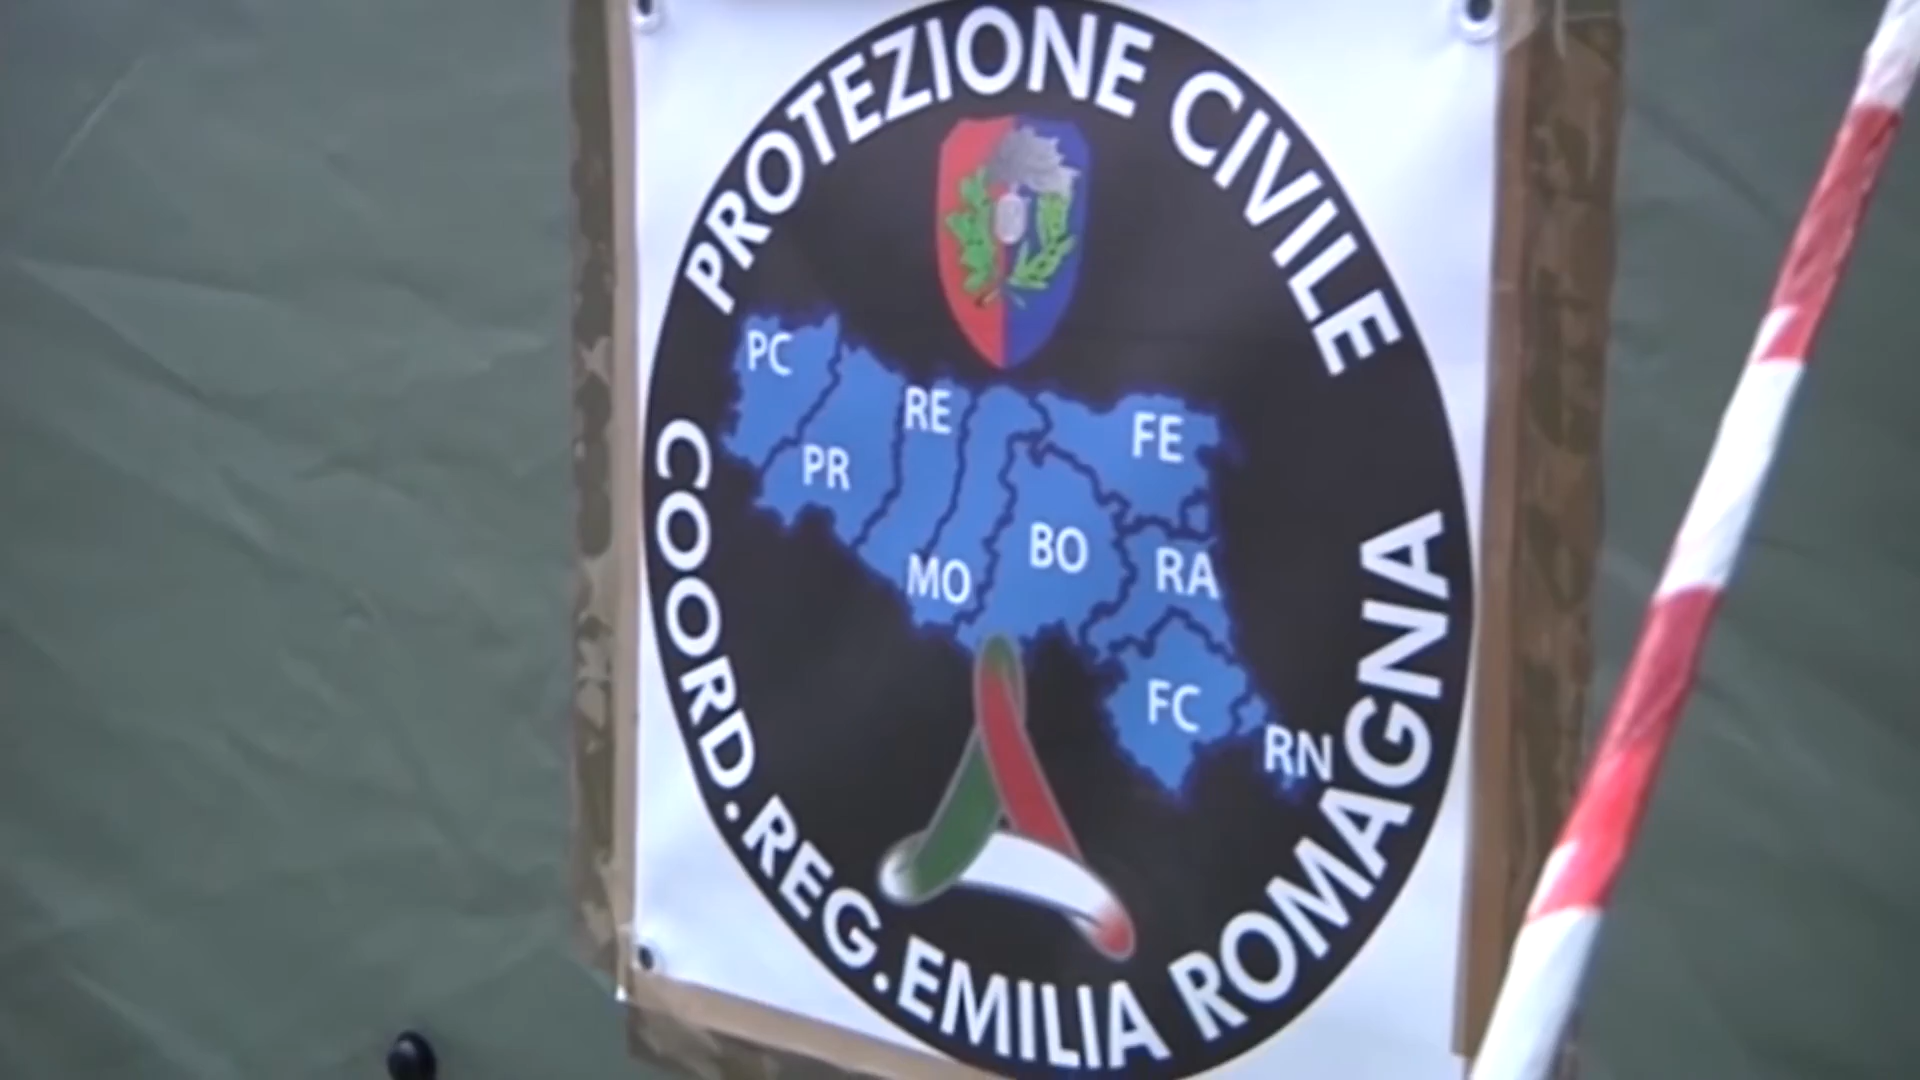 PROTEZIONE CIVILE
PC
RE
FE
PR
BO
RA
MO
FC
RN
COORD.REG.EMILIA ROMAGNA